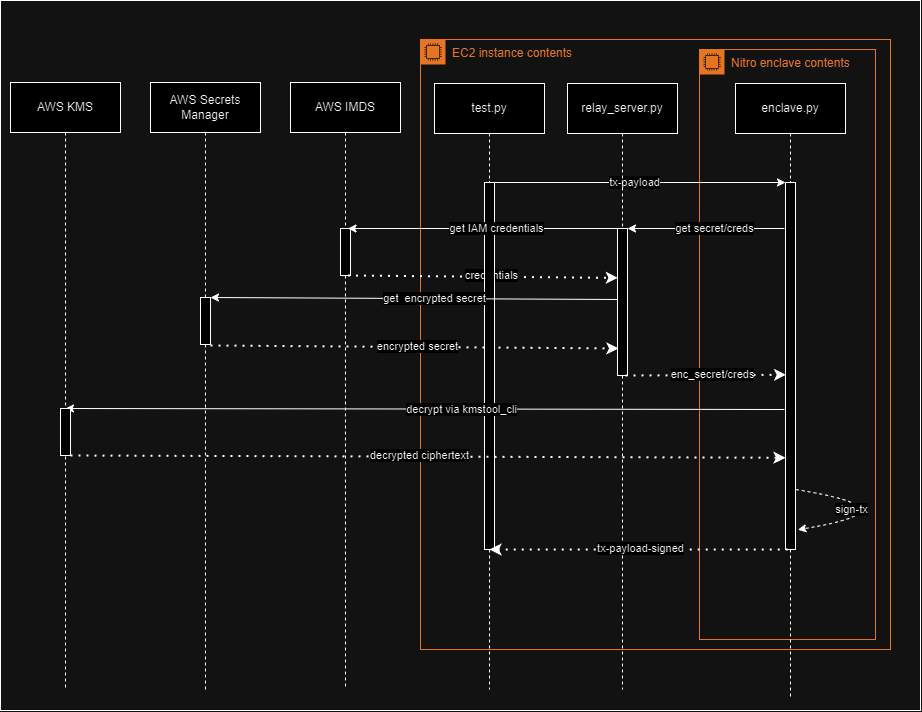 EC2 instance contents
Nitro enclave contents
AWS KMS
AWS Secrets
Manager
AWS IMDS
test.py
relay_server.py
enclave.py
tx-payload
get IAM credentials
get secret/creds
credentials
get encrypted secret
encrypted secret
enc_secret/creds
decrypt via kmstool_cli
decrypted ciphertext
sign-tx
tx-payload-signed